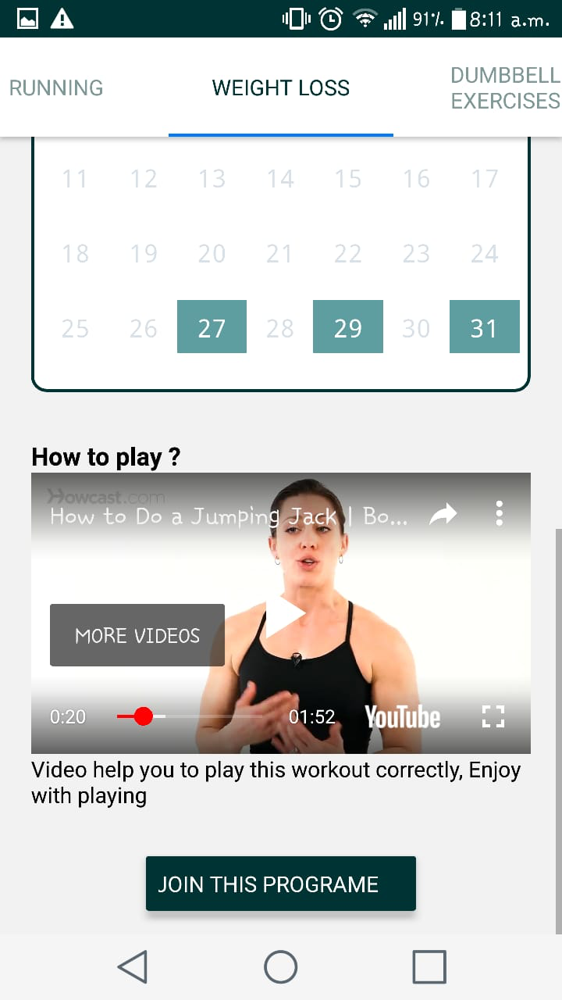 91% 8:11 a.m.
RUNNING
WEIGHT LOSS
DUMBBELL
EXERCISES
11 12 13 14 15 16 17
18 19 20 21 22 23 24
25 26 27 28 29 30 31
How to play ?
Howcast.com
How to Do a Jumping Jack | Bo...
MORE VIDEOS
0:20 01:52 YouTube
Video help you to play this workout correctly, Enjoy
with playing
JOIN THIS PROGRAME